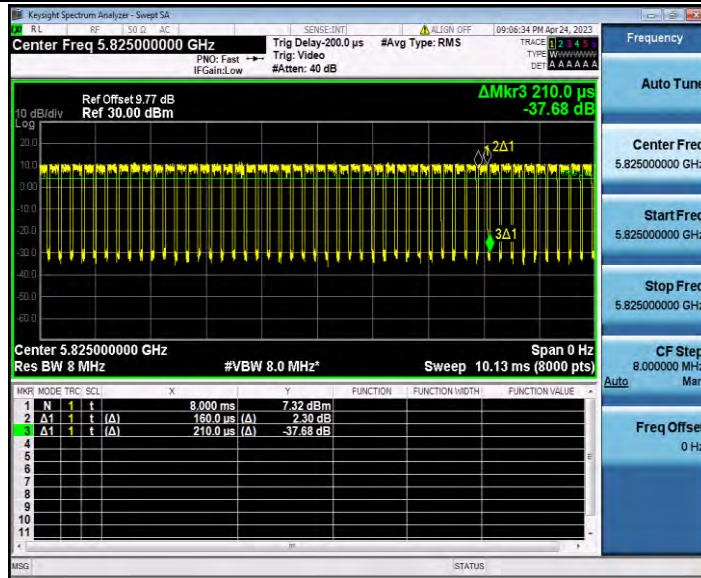 Keysight Spectrum Analyzer - Swept SA
RL RF 50 Ω AC SENSE:INT ALIGN OFF 09:06:34 PM Apr 24, 2023
Center Freq 5.825000000 GHz
PNO: Fast
IFGain:Low
Trig Delay-200.0 µs
Trig: Video
#Atten: 40 dB
#Avg Type: RMS
TRACE 1 2 3 4 5 6
TYPE W
DET A A A A A A
Ref Offset 9.77 dB
10 dB/div Ref 30.00 dBm
Log
ΔMkr3 210.0 µs
-37.68 dB
20.0
10.0
0.00
-10.0
-20.0
-30.0
-40.0
-50.0
-60.0
2Δ1
3Δ1
Center 5.825000000 GHz Span 0 Hz
Res BW 8 MHz #VBW 8.0 MHz* Sweep 10.13 ms (8000 pts)
MKR MODE TRC SCL X Y FUNCTION FUNCTION WIDTH FUNCTION VALUE
1 N 1 t 8.000 ms 7.32 dBm
2 Δ1 1 t (Δ) 160.0 µs (Δ) 2.30 dB
3 Δ1 1 t (Δ) 210.0 µs (Δ) -37.68 dB
4
5
6
7
8
9
10
11
MSG STATUS
Frequency
Auto Tune
Center Freq
5.825000000 GHz
Start Freq
5.825000000 GHz
Stop Freq
5.825000000 GHz
CF Step
8.000000 MHz
Auto Man
Freq Offset
0 Hz